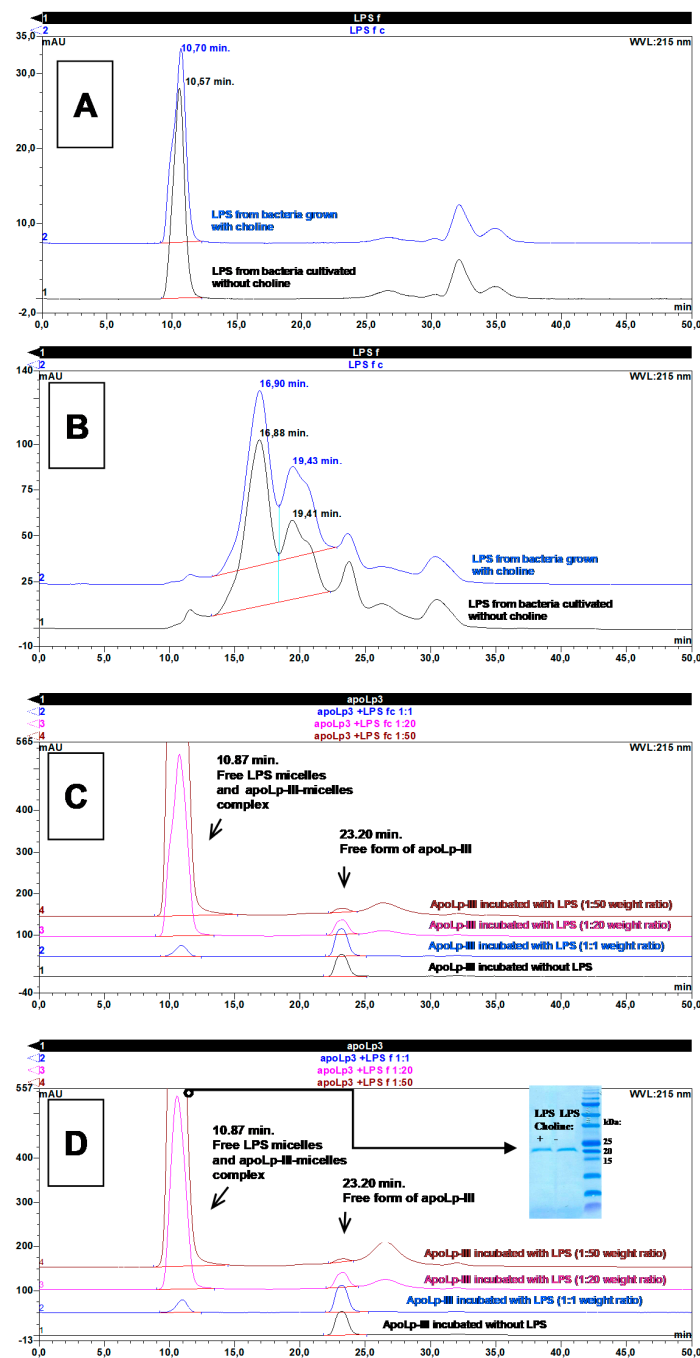 1 LPS f
2 LPS f c
35,0 mAU WVL:215 nm
10,70 min.
10,57 min.
30,0
A
20,0
LPS from bacteria grown
with choline
10,0
2
LPS from bacteria cultivated
without choline
1
-2,0 min
0,0 5,0 10,0 15,0 20,0 25,0 30,0 35,0 40,0 45,0 50,0
1 LPS f
2 LPS f c
140 mAU WVL:215 nm
16,90 min.
B
16,88 min.
100
19,43 min.
75
19,41 min.
50
LPS from bacteria grown
with choline
25 2
LPS from bacteria cultivated
without choline
1
-10 min
0,0 5,0 10,0 15,0 20,0 25,0 30,0 35,0 40,0 45,0 50,0
1 apoLp3
2 apoLp3 +LPS fc 1:1
3 apoLp3 +LPS fc 1:20
4 apoLp3 +LPS fc 1:50
565 mAU WVL:215 nm
10.87 min.
Free LPS micelles
and apoLp-III-micelles
complex
C
400
23.20 min.
Free form of apoLp-III
300
200
ApoLp-III incubated with LPS (1:50 weight ratio)
4
ApoLp-III incubated with LPS (1:20 weight ratio)
100 3
ApoLp-III incubated with LPS (1:1 weight ratio)
2
ApoLp-III incubated without LPS
1
-40 min
0,0 5,0 10,0 15,0 20,0 25,0 30,0 35,0 40,0 45,0 50,0
1 apoLp3
2 apoLp3 +LPS f 1:1
3 apoLp3 +LPS f 1:20
4 apoLp3 +LPS f 1:50
557 mAU WVL:215 nm
LPS LPS
Choline:
+ -
kDa:
25
20
15
D
10.87 min.
Free LPS micelles
and apoLp-III-micelles
complex
400
23.20 min.
Free form of apoLp-III
300
200
ApoLp-III incubated with LPS (1:50 weight ratio)
4
ApoLp-III incubated with LPS (1:20 weight ratio)
3
100
ApoLp-III incubated with LPS (1:1 weight ratio)
2
ApoLp-III incubated without LPS
1
-13 min
0,0 5,0 10,0 15,0 20,0 25,0 30,0 35,0 40,0 45,0 50,0